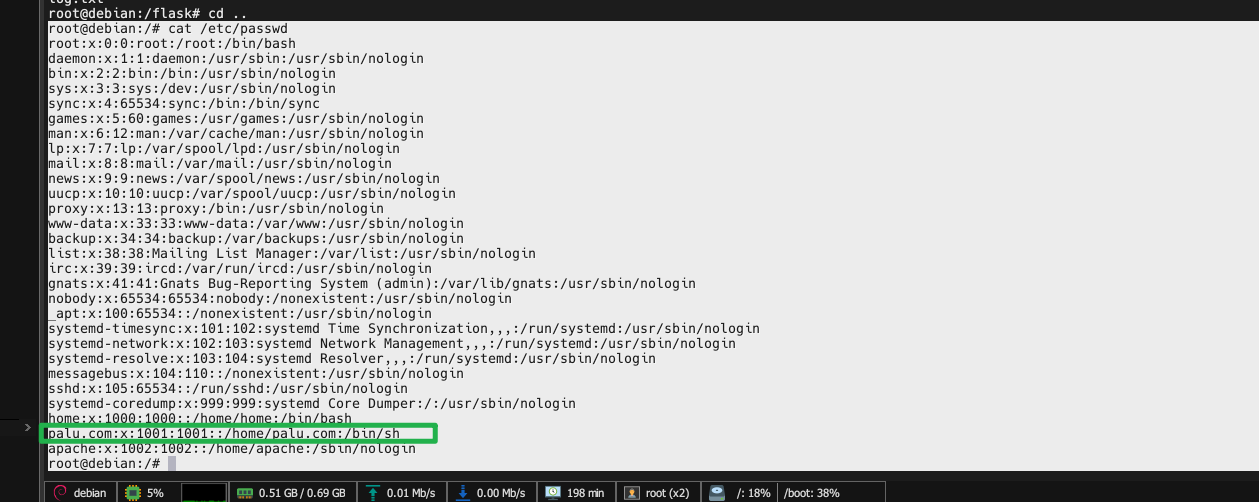 log.txt
root@debian:/flask# cd ..
root@debian:/# cat /etc/passwd
root:x:0:0:root:/root:/bin/bash
daemon:x:1:1:daemon:/usr/sbin:/usr/sbin/nologin
bin:x:2:2:bin:/bin:/usr/sbin/nologin
sys:x:3:3:sys:/dev:/usr/sbin/nologin
sync:x:4:65534:sync:/bin:/bin/sync
games:x:5:60:games:/usr/games:/usr/sbin/nologin
man:x:6:12:man:/var/cache/man:/usr/sbin/nologin
lp:x:7:7:lp:/var/spool/lpd:/usr/sbin/nologin
mail:x:8:8:mail:/var/mail:/usr/sbin/nologin
news:x:9:9:news:/var/spool/news:/usr/sbin/nologin
uucp:x:10:10:uucp:/var/spool/uucp:/usr/sbin/nologin
proxy:x:13:13:proxy:/bin:/usr/sbin/nologin
www-data:x:33:33:www-data:/var/www:/usr/sbin/nologin
backup:x:34:34:backup:/var/backups:/usr/sbin/nologin
list:x:38:38:Mailing List Manager:/var/list:/usr/sbin/nologin
irc:x:39:39:ircd:/var/run/ircd:/usr/sbin/nologin
gnats:x:41:41:Gnats Bug-Reporting System (admin):/var/lib/gnats:/usr/sbin/nologin
nobody:x:65534:65534:nobody:/nonexistent:/usr/sbin/nologin
_apt:x:100:65534::/nonexistent:/usr/sbin/nologin
systemd-timesync:x:101:102:systemd Time Synchronization,,,:/run/systemd:/usr/sbin/nologin
systemd-network:x:102:103:systemd Network Management,,,:/run/systemd:/usr/sbin/nologin
systemd-resolve:x:103:104:systemd Resolver,,,:/run/systemd:/usr/sbin/nologin
messagebus:x:104:110::/nonexistent:/usr/sbin/nologin
sshd:x:105:65534::/run/sshd:/usr/sbin/nologin
systemd-coredump:x:999:999:systemd Core Dumper:/:/usr/sbin/nologin
home:x:1000:1000::/home/home:/bin/bash
palu.com:x:1001:1001::/home/palu.com:/bin/sh
apache:x:1002:1002::/home/apache:/sbin/nologin
root@debian:/#
debian 5% 0.51 GB / 0.69 GB 0.01 Mb/s 0.00 Mb/s 198 min root (x2) /: 18% /boot: 38%